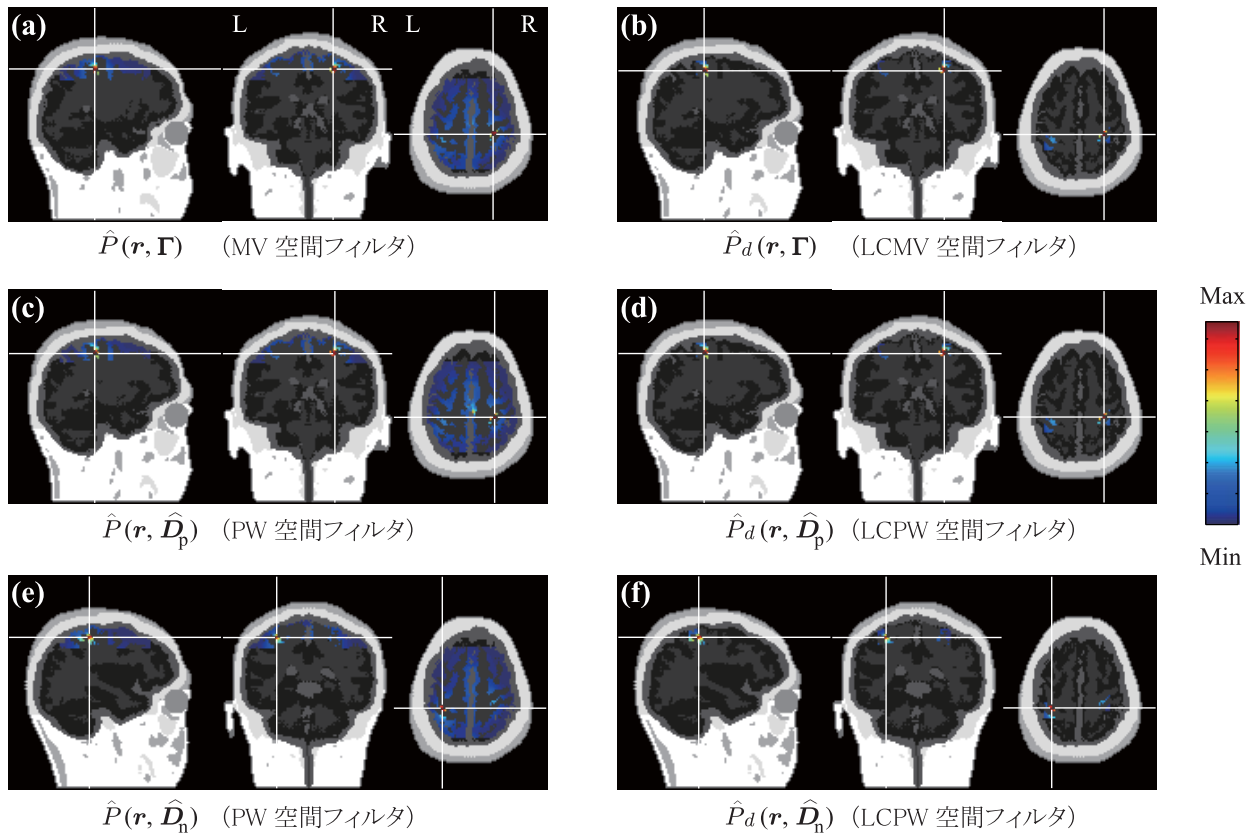 (a) L R L R
(b)
P̂(r, Γ) (MV 空間フィルタ)
P̂d(r, Γ) (LCMV 空間フィルタ)
(c)
(d)
Max
Min
P̂(r, D̂p) (PW 空間フィルタ)
P̂d(r, D̂p) (LCPW 空間フィルタ)
(e)
(f)
P̂(r, D̂n) (PW 空間フィルタ)
P̂d(r, D̂n) (LCPW 空間フィルタ)